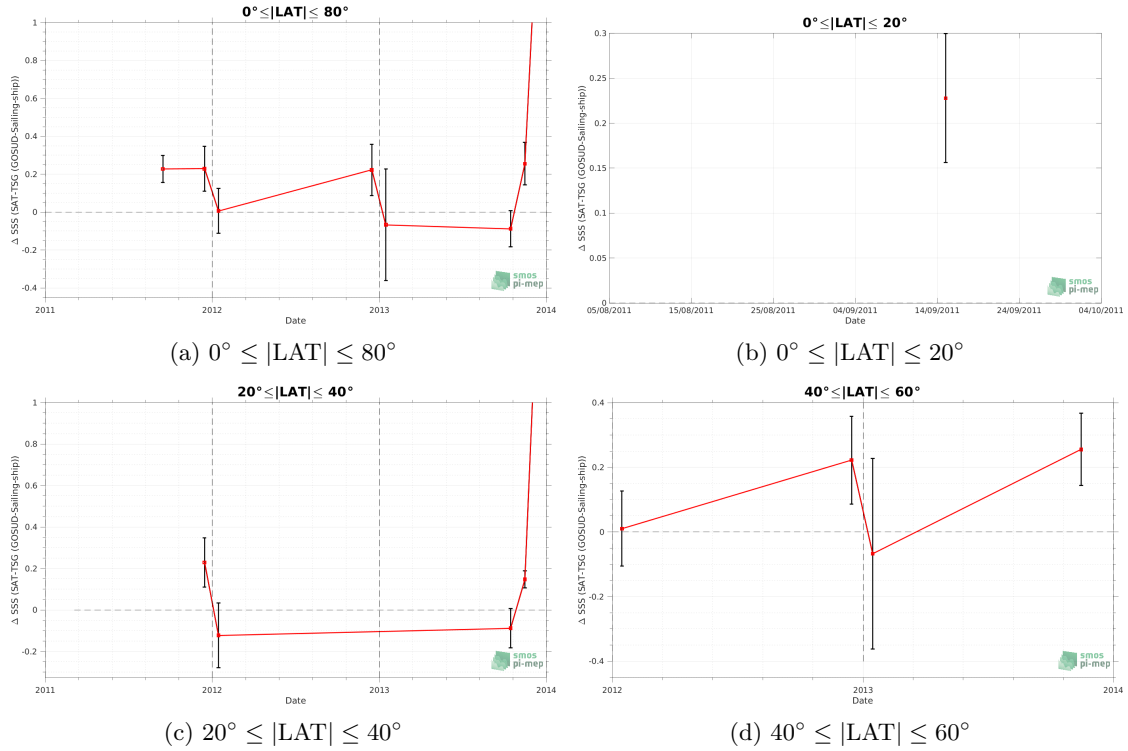 0°≤|LAT|≤ 80°
Δ SSS (SAT-TSG (GOSUD-Sailing-ship))
1
0.8
0.6
0.4
0.2
0
-0.2
-0.4
2011 2012 2013 2014
Date
smos
pi-mep
(a) 0° ≤ |LAT| ≤ 80°
0°≤|LAT|≤ 20°
Δ SSS (SAT-TSG (GOSUD-Sailing-ship))
0.3
0.25
0.2
0.15
0.1
0.05
0
05/08/2011 15/08/2011 25/08/2011 04/09/2011 14/09/2011 24/09/2011 04/10/2011
Date
smos
pi-mep
(b) 0° ≤ |LAT| ≤ 20°
20°≤|LAT|≤ 40°
Δ SSS (SAT-TSG (GOSUD-Sailing-ship))
1
0.8
0.6
0.4
0.2
0
-0.2
2011 2012 2013 2014
Date
smos
pi-mep
(c) 20° ≤ |LAT| ≤ 40°
40°≤|LAT|≤ 60°
Δ SSS (SAT-TSG (GOSUD-Sailing-ship))
0.4
0.2
0
-0.2
-0.4
2012 2013 2014
Date
smos
pi-mep
(d) 40° ≤ |LAT| ≤ 60°